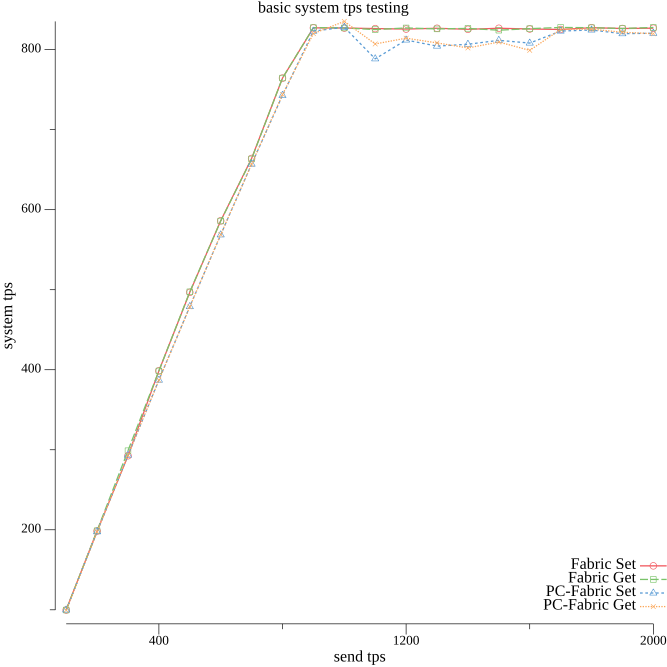 basic system tps testing
800
600
400
200
system tps
Fabric Set
Fabric Get
PC-Fabric Set
PC-Fabric Get
400
1200
2000
send tps